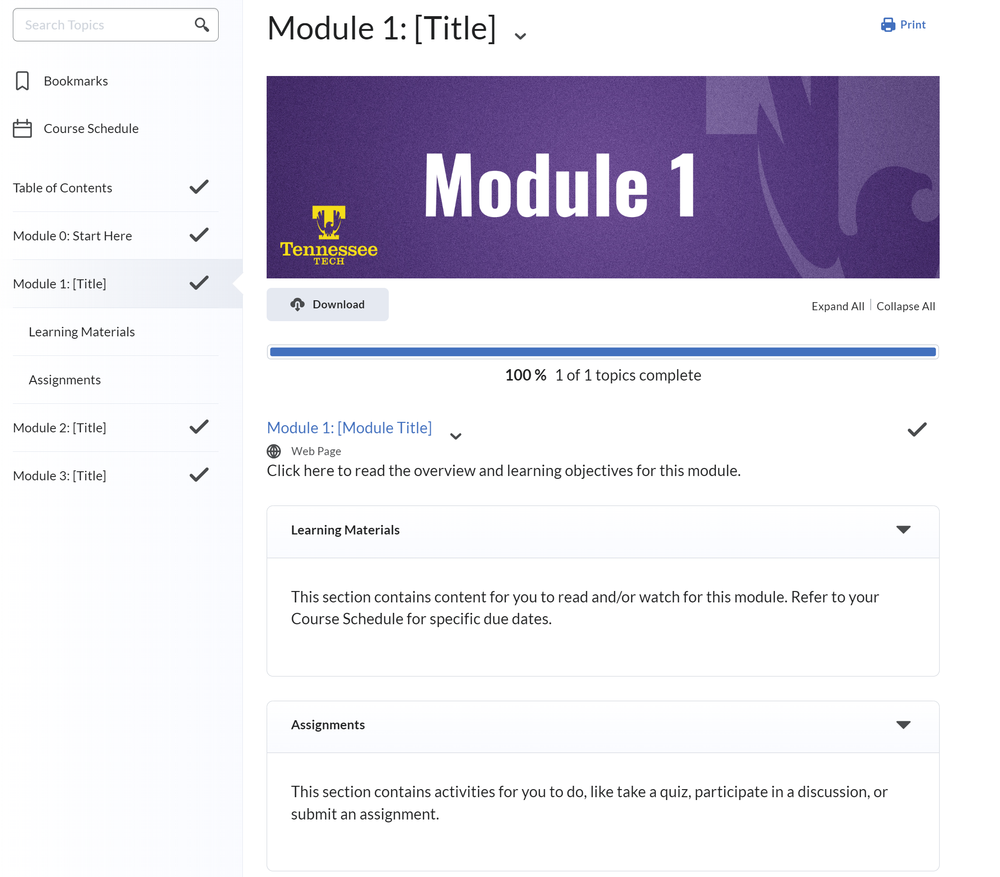 Search Topics
Bookmarks
Course Schedule
Table of Contents
Module 0: Start Here
Module 1: [Title]
Learning Materials
Assignments
Module 2: [Title]
Module 3: [Title]
Module 1: [Title]
Print
Module 1
Tennessee
TECH
Download
Expand All | Collapse All
100 % 1 of 1 topics complete
Module 1: [Module Title]
Web Page
Click here to read the overview and learning objectives for this module.
Learning Materials
This section contains content for you to read and/or watch for this module. Refer to your
Course Schedule for specific due dates.
Assignments
This section contains activities for you to do, like take a quiz, participate in a discussion, or
submit an assignment.